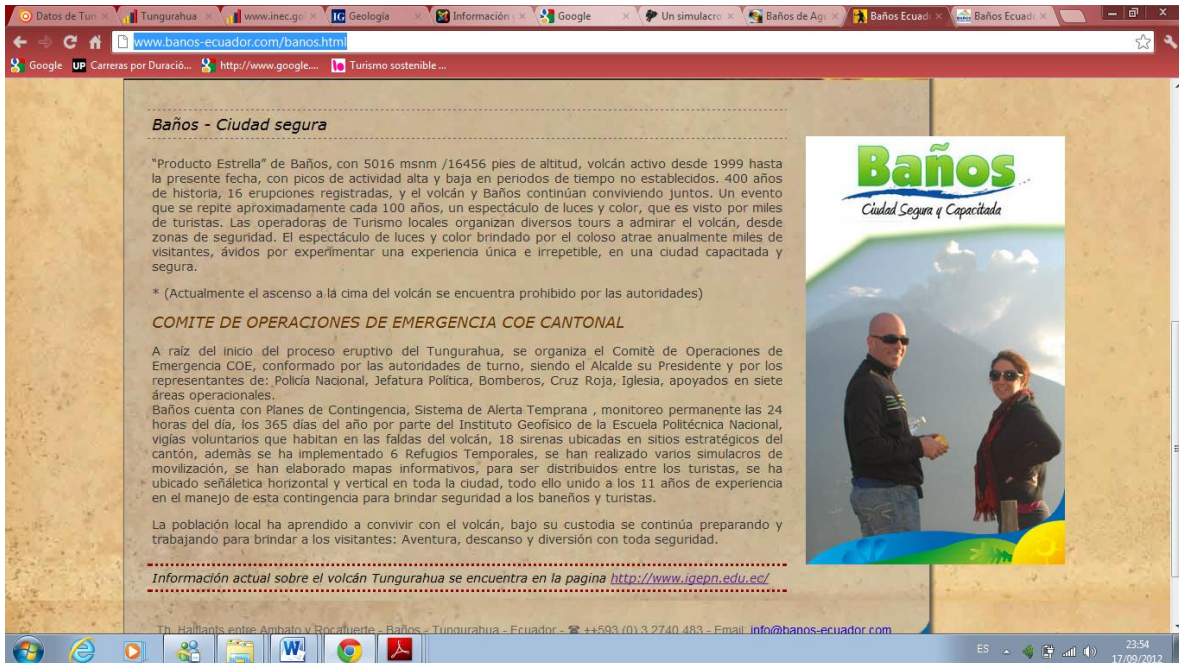 Datos de Tun
Tungurahua
www.inec.go
Geología
Información
Google
Un simulacro
Baños de Agu
Baños Ecuad
Baños Ecuad
www.banos-ecuador.com/banos.html
Google
UP Carreras por Duració...
http://www.google....
Turismo sostenible ...
Baños - Ciudad segura
"Producto Estrella" de Baños, con 5016 msnm /16456 pies de altitud, volcán activo desde 1999 hasta
la presente fecha, con picos de actividad alta y baja en periodos de tiempo no establecidos. 400 años
de historia, 16 erupciones registradas, y el volcán y Baños continúan conviviendo juntos. Un evento
que se repite aproximadamente cada 100 años, un espectáculo de luces y color, que es visto por miles
de turistas. Las operadoras de Turismo locales organizan diversos tours a admirar el volcán, desde
zonas de seguridad. El espectáculo de luces y color brindado por el coloso atrae anualmente miles de
visitantes, ávidos por experimentar una experiencia única e irrepetible, en una ciudad capacitada y
segura.
* (Actualmente el ascenso a la cima del volcán se encuentra prohibido por las autoridades)
COMITE DE OPERACIONES DE EMERGENCIA COE CANTONAL
A raíz del inicio del proceso eruptivo del Tungurahua, se organiza el Comitè de Operaciones de
Emergencia COE, conformado por las autoridades de turno, siendo el Alcalde su Presidente y por los
representantes de: Policía Nacional, Jefatura Política, Bomberos, Cruz Roja, Iglesia, apoyados en siete
áreas operacionales.
Baños cuenta con Planes de Contingencia, Sistema de Alerta Temprana , monitoreo permanente las 24
horas del día, los 365 días del año por parte del Instituto Geofísico de la Escuela Politécnica Nacional,
vigías voluntarios que habitan en las faldas del volcán, 18 sirenas ubicadas en sitios estratégicos del
cantón, ademàs se ha implementado 6 Refugios Temporales, se han realizado varios simulacros de
movilización, se han elaborado mapas informativos, para ser distribuidos entre los turistas, se ha
ubicado señáletica horizontal y vertical en toda la ciudad, todo ello unido a los 11 años de experiencia
en el manejo de esta contingencia para brindar seguridad a los baneños y turistas.
La población local ha aprendido a convivir con el volcán, bajo su custodia se continúa preparando y
trabajando para brindar a los visitantes: Aventura, descanso y diversión con toda seguridad.
Información actual sobre el volcán Tungurahua se encuentra en la pagina http://www.igepn.edu.ec/
Th. Halflants entre Ambato y Rocafuerte - Baños - Tungurahua - Ecuador - ☎ ++593 (0) 3 2740 483 - Email: info@banos-ecuador.com
Baños
Ciudad Segura y Capacitada
ES
23:54
17/09/2012